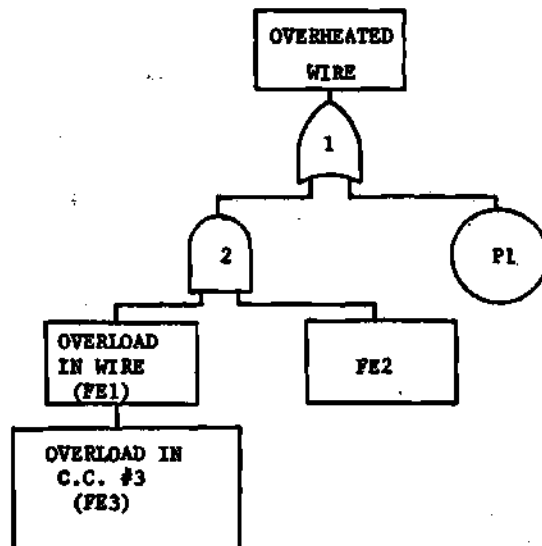 OVERHEATED
WIRE
1
2
P1
OVERLOAD
IN WIRE
(FE1)
FE2
OVERLOAD IN
C.C. #3
(FE3)